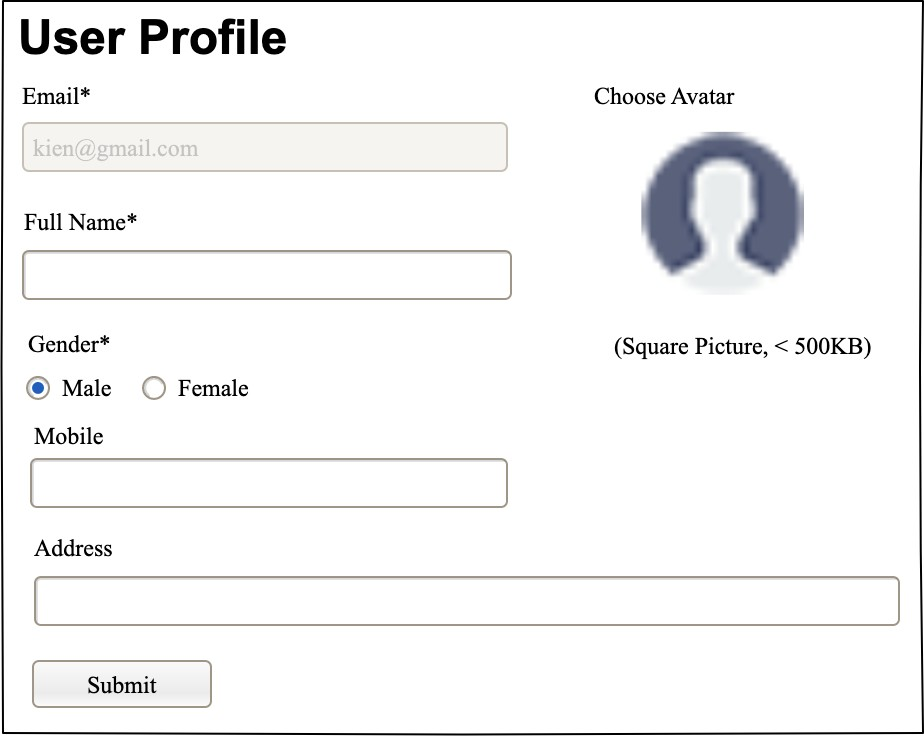 User Profile
Email*
Choose Avatar
kien@gmail.com
Full Name*
Gender*
(Square Picture, < 500KB)
Male
Female
Mobile
Address
Submit